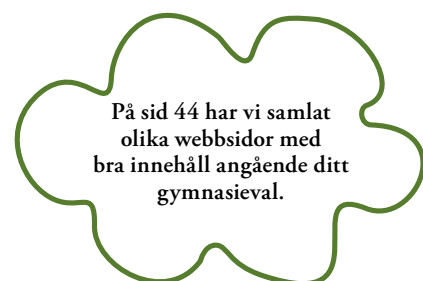 På sid 44 har vi samlat
olika webbsidor med
bra innehåll angående ditt
gymnasieval.